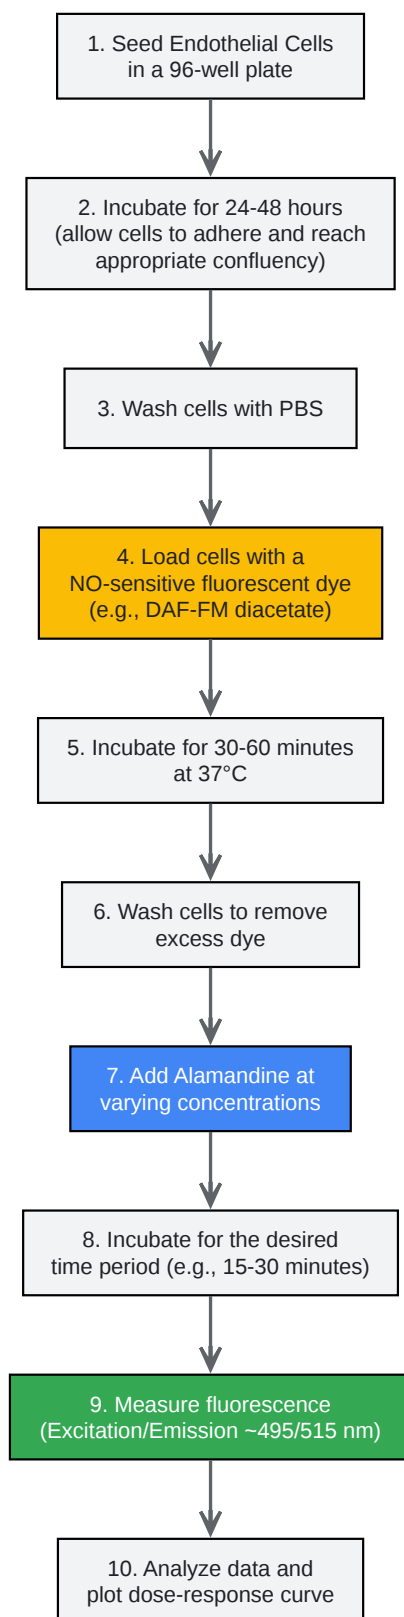 1. Seed Endothelial Cells
in a 96-well plate
2. Incubate for 24-48 hours
(allow cells to adhere and reach
appropriate confluency)
3. Wash cells with PBS
4. Load cells with a
NO-sensitive fluorescent dye
(e.g., DAF-FM diacetate)
5. Incubate for 30-60 minutes
at 37°C
6. Wash cells to remove
excess dye
7. Add Alamandine at
varying concentrations
8. Incubate for the desired
time period (e.g., 15-30 minutes)
9. Measure fluorescence
(Excitation/Emission ~495/515 nm)
10. Analyze data and
plot dose-response curve